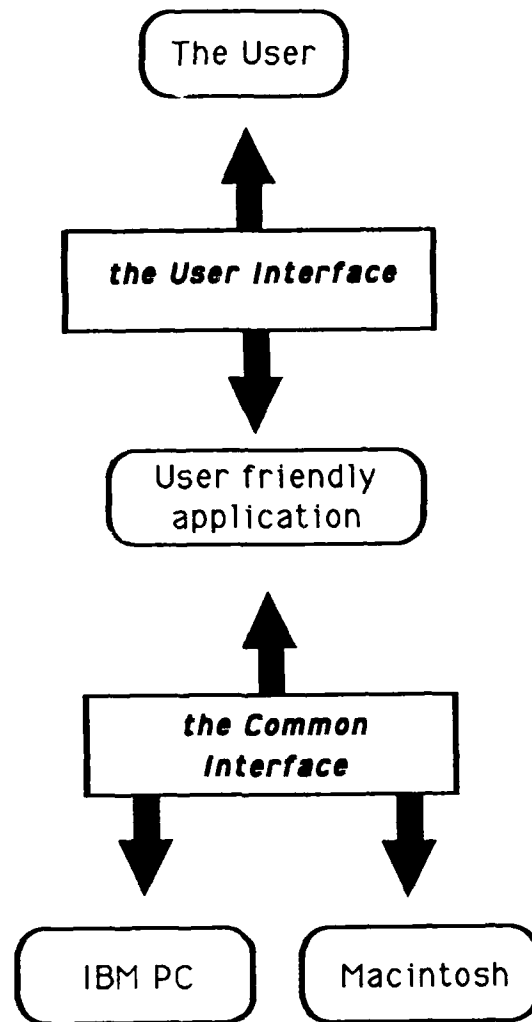 The User
the User Interface
User friendly
application
the Common
Interface
IBM PC
Macintosh